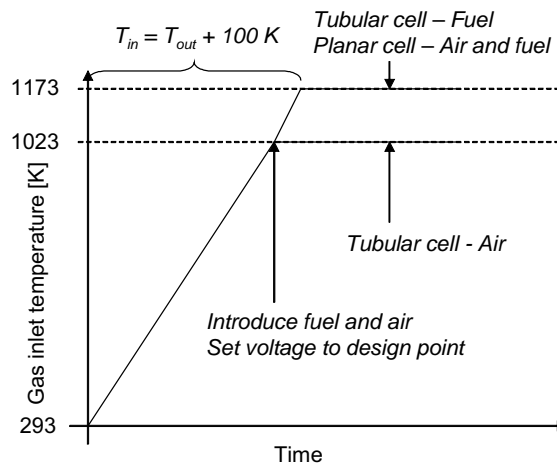 Tubular cell – Fuel
Planar cell – Air and fuel
T_in = T_out + 100 K
1173
1023
Gas inlet temperature [K]
Tubular cell - Air
Introduce fuel and air
Set voltage to design point
293
Time